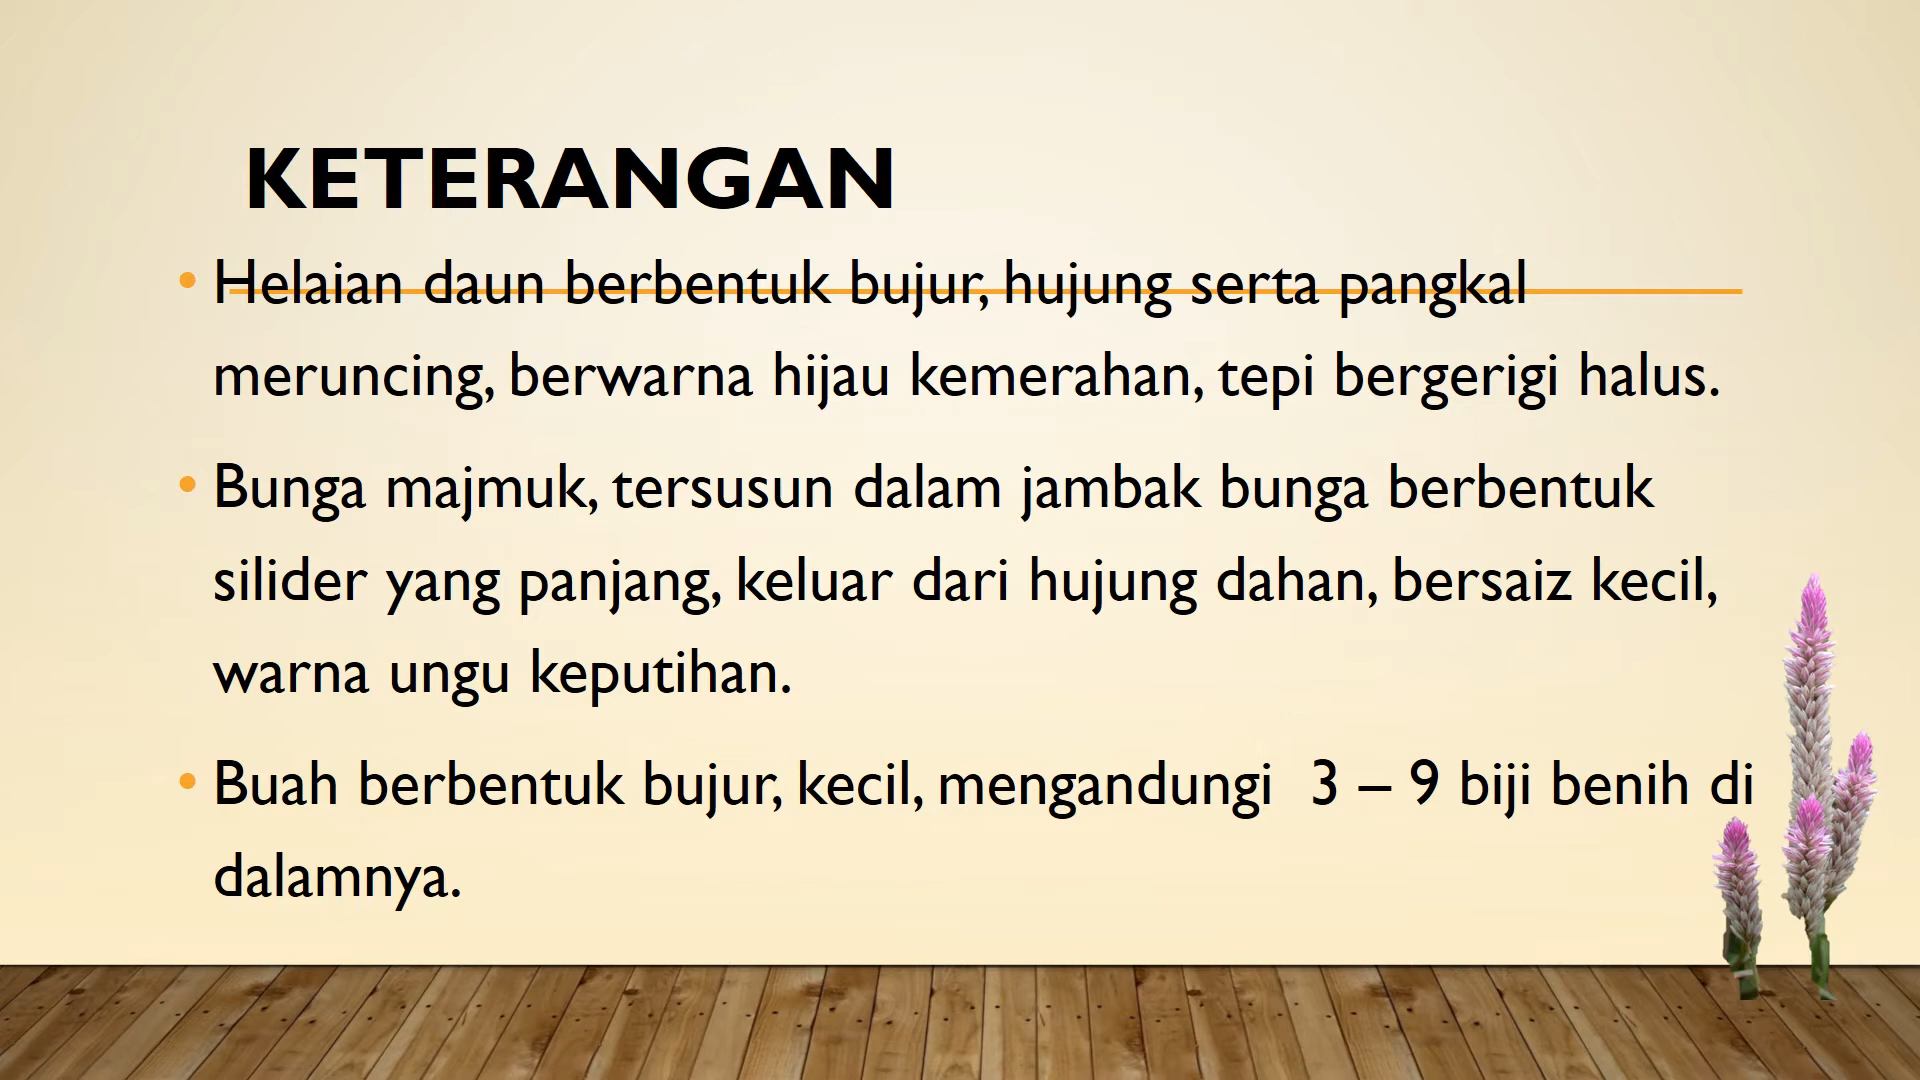 KETERANGAN
• Helaian daun berbentuk bujur, hujung serta pangkal
meruncing, berwarna hijau kemerahan, tepi bergerigi halus.
• Bunga majmuk, tersusun dalam jambak bunga berbentuk
silider yang panjang, keluar dari hujung dahan, bersaiz kecil,
warna ungu keputihan.
• Buah berbentuk bujur, kecil, mengandungi  3 – 9 biji benih di
dalamnya.